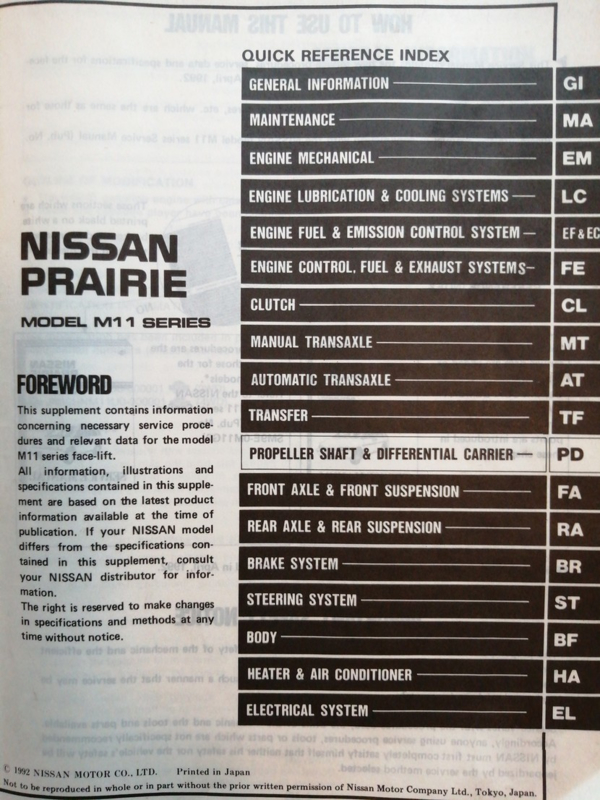 QUICK REFERENCE INDEX
GENERAL INFORMATION GI
MAINTENANCE MA
ENGINE MECHANICAL EM
ENGINE LUBRICATION & COOLING SYSTEMS LC
ENGINE FUEL & EMISSION CONTROL SYSTEM EF & EC
ENGINE CONTROL, FUEL & EXHAUST SYSTEMS FE
CLUTCH CL
MANUAL TRANSAXLE MT
AUTOMATIC TRANSAXLE AT
TRANSFER TF
PROPELLER SHAFT & DIFFERENTIAL CARRIER PD
FRONT AXLE & FRONT SUSPENSION FA
REAR AXLE & REAR SUSPENSION RA
BRAKE SYSTEM BR
STEERING SYSTEM ST
BODY BF
HEATER & AIR CONDITIONER HA
ELECTRICAL SYSTEM EL
NISSAN
PRAIRIE
MODEL M11 SERIES
FOREWORD
This supplement contains information
concerning necessary service proce-
dures and relevant data for the model
M11 series face-lift.
All information, illustrations and
specifications contained in this supple-
ment are based on the latest product
information available at the time of
publication. If your NISSAN model
differs from the specifications con-
tained in this supplement, consult
your NISSAN distributor for infor-
mation.
The right is reserved to make changes
in specifications and methods at any
time without notice.
© 1992 NISSAN MOTOR CO., LTD. Printed in Japan
Not to be reproduced in whole or in part without the prior written permission of Nissan Motor Company Ltd., Tokyo, Japan.